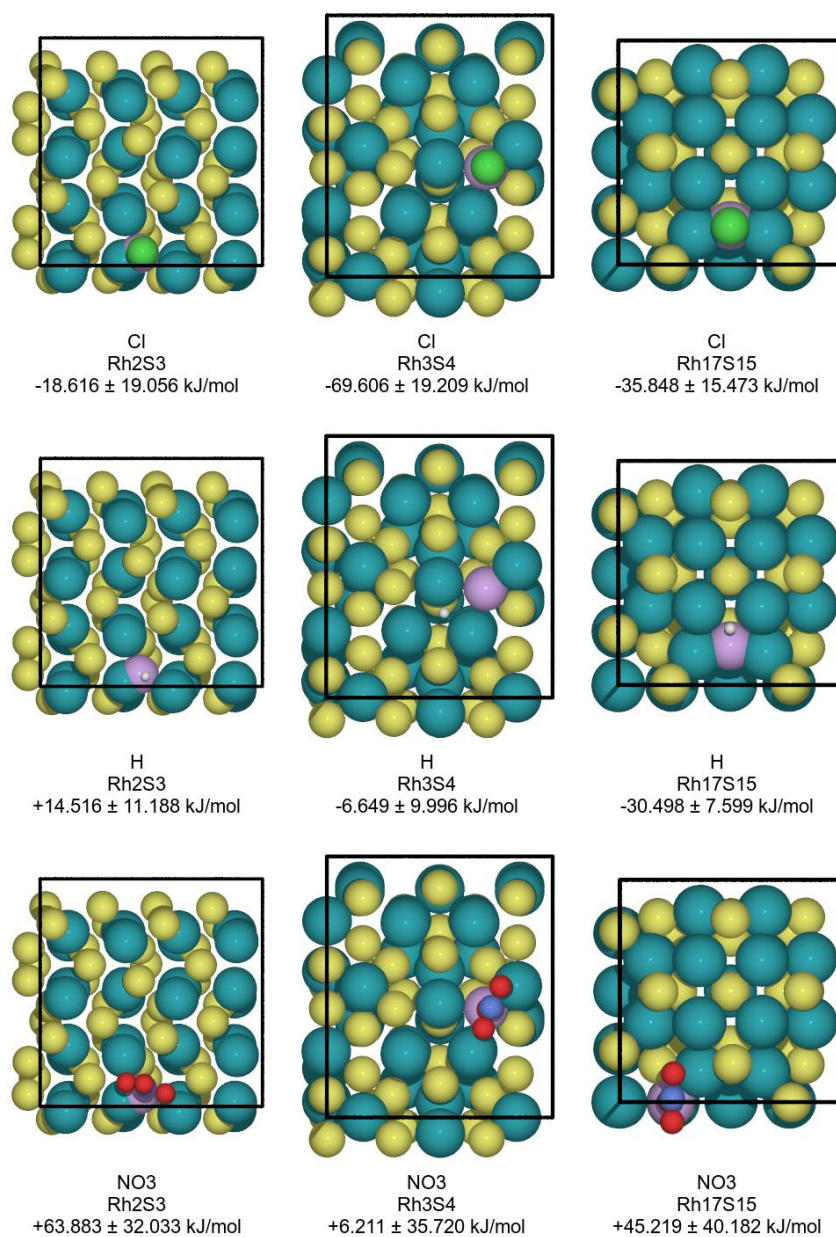 Cl
Rh2S3
-18.616 ± 19.056 kJ/mol
Cl
Rh3S4
-69.606 ± 19.209 kJ/mol
Cl
Rh17S15
-35.848 ± 15.473 kJ/mol
H
Rh2S3
+14.516 ± 11.188 kJ/mol
H
Rh3S4
-6.649 ± 9.996 kJ/mol
H
Rh17S15
-30.498 ± 7.599 kJ/mol
NO3
Rh2S3
+63.883 ± 32.033 kJ/mol
NO3
Rh3S4
+6.211 ± 35.720 kJ/mol
NO3
Rh17S15
+45.219 ± 40.182 kJ/mol